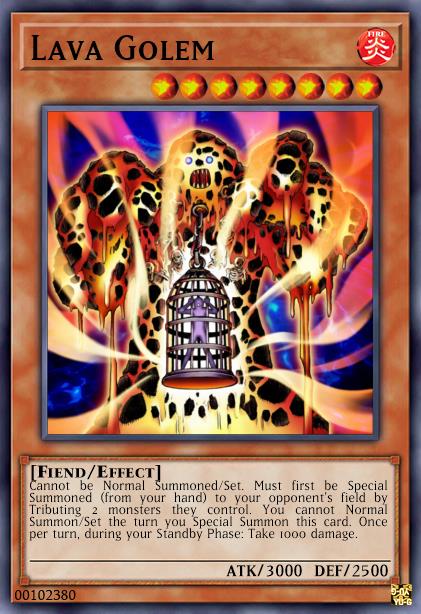 LAVA GOLEM
FIRE
炎
[FIEND/EFFECT]
Cannot be Normal Summoned/Set. Must first be Special
Summoned (from your hand) to your opponent's field by
Tributing 2 monsters they control. You cannot Normal
Summon/Set the turn you Special Summon this card. Once
per turn, during your Standby Phase: Take 1000 damage.
ATK/3000 DEF/2500
00102380